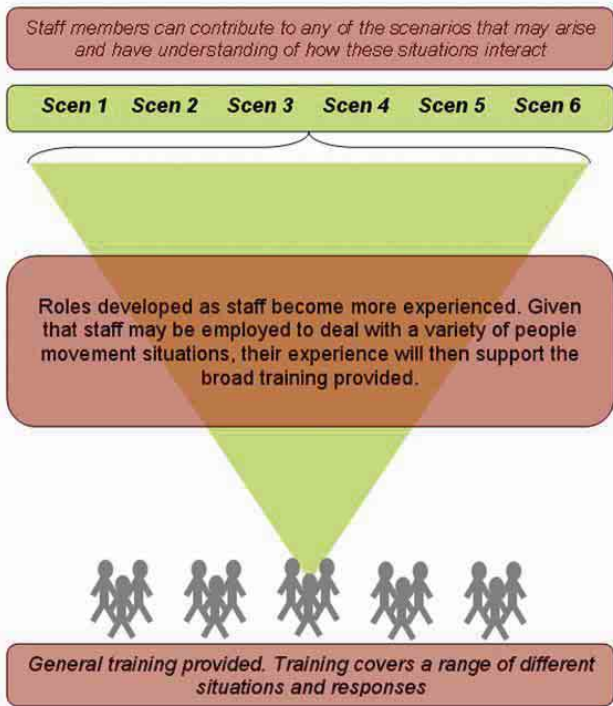 Staff members can contribute to any of the scenarios that may arise
and have understanding of how these situations interact
Scen 1 Scen 2 Scen 3 Scen 4 Scen 5 Scen 6
Roles developed as staff become more experienced. Given
that staff may be employed to deal with a variety of people
movement situations, their experience will then support the
broad training provided.
General training provided. Training covers a range of different
situations and responses